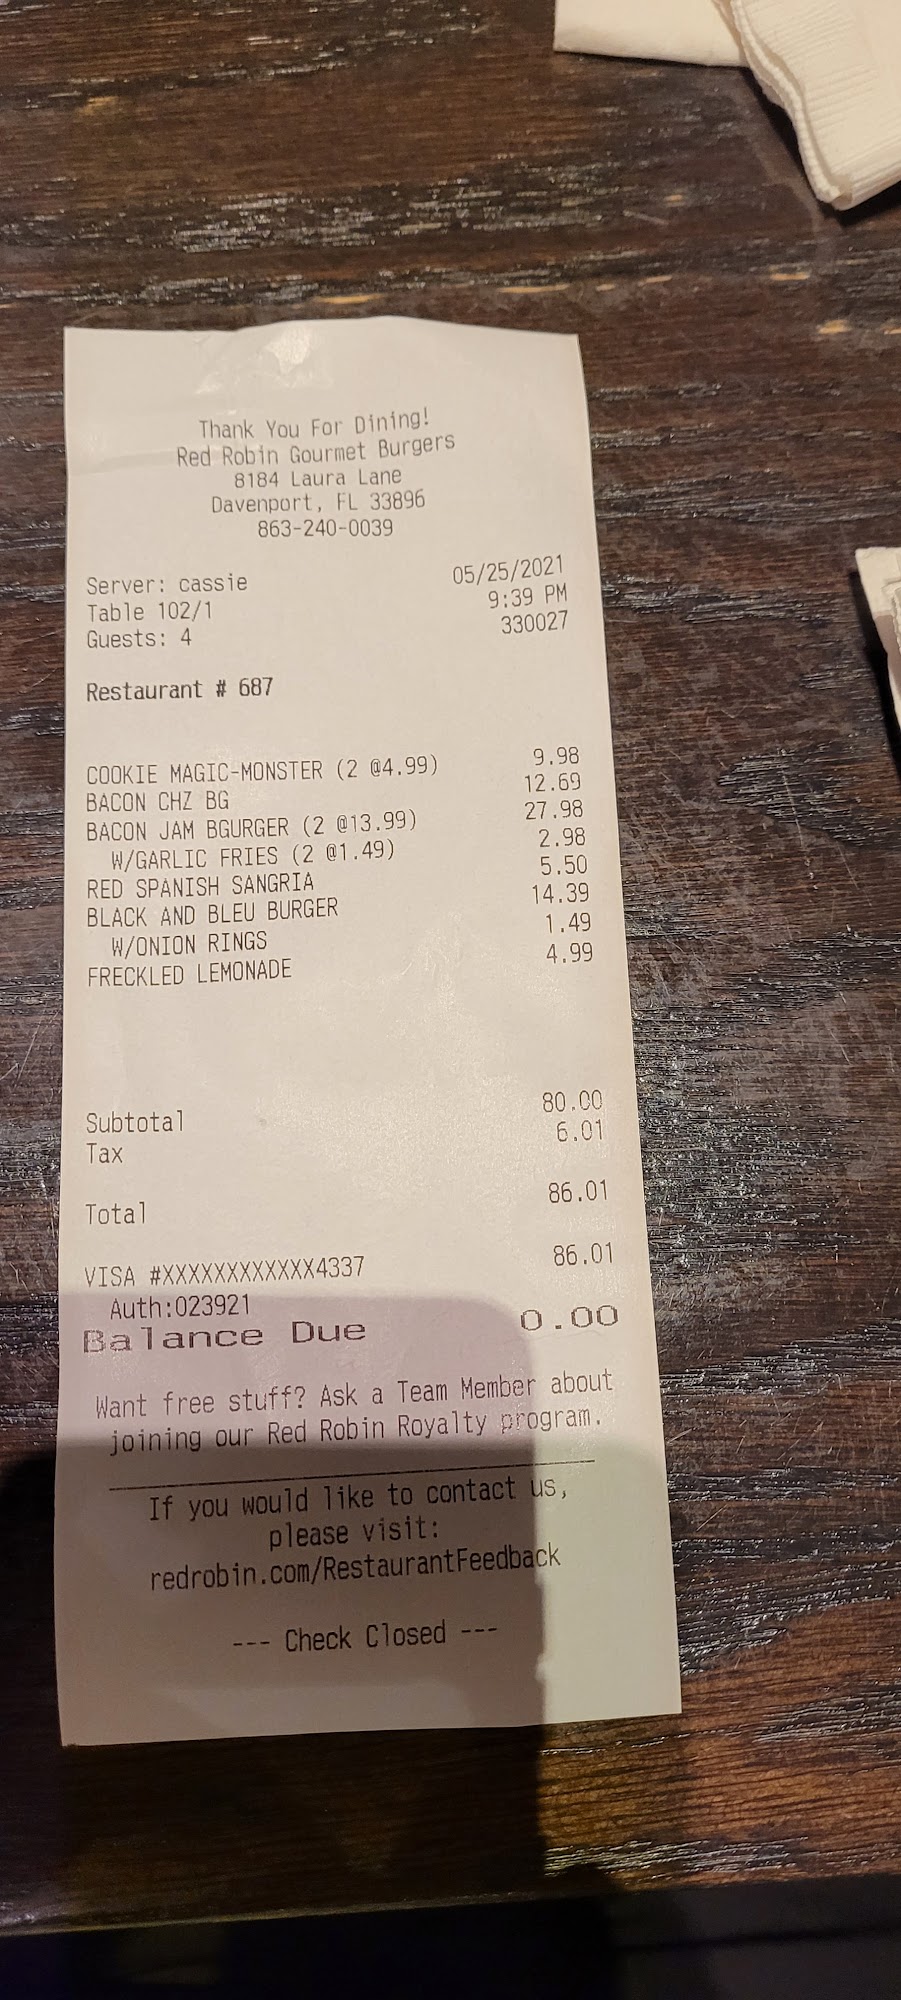 Thank You For Dining!
Red Robin Gourmet Burgers
8184 Laura Lane
Davenport, FL 33896
863-240-0039
Server: cassie 05/25/2021
Table 102/1 9:39 PM
Guests: 4 330027
Restaurant # 687
COOKIE MAGIC-MONSTER (2 @4.99) 9.98
BACON CHZ BG 12.69
BACON JAM BGURGER (2 @13.99) 27.98
W/GARLIC FRIES (2 @1.49) 2.98
RED SPANISH SANGRIA 5.50
BLACK AND BLEU BURGER 14.39
W/ONION RINGS 1.49
FRECKLED LEMONADE 4.99
Subtotal 80.00
Tax 6.01
Total 86.01
VISA #XXXXXXXXXXXX4337 86.01
Auth:023921
Balance Due 0.00
Want free stuff? Ask a Team Member about
joining our Red Robin Royalty program.
If you would like to contact us,
please visit:
redrobin.com/RestaurantFeedback
--- Check Closed ---